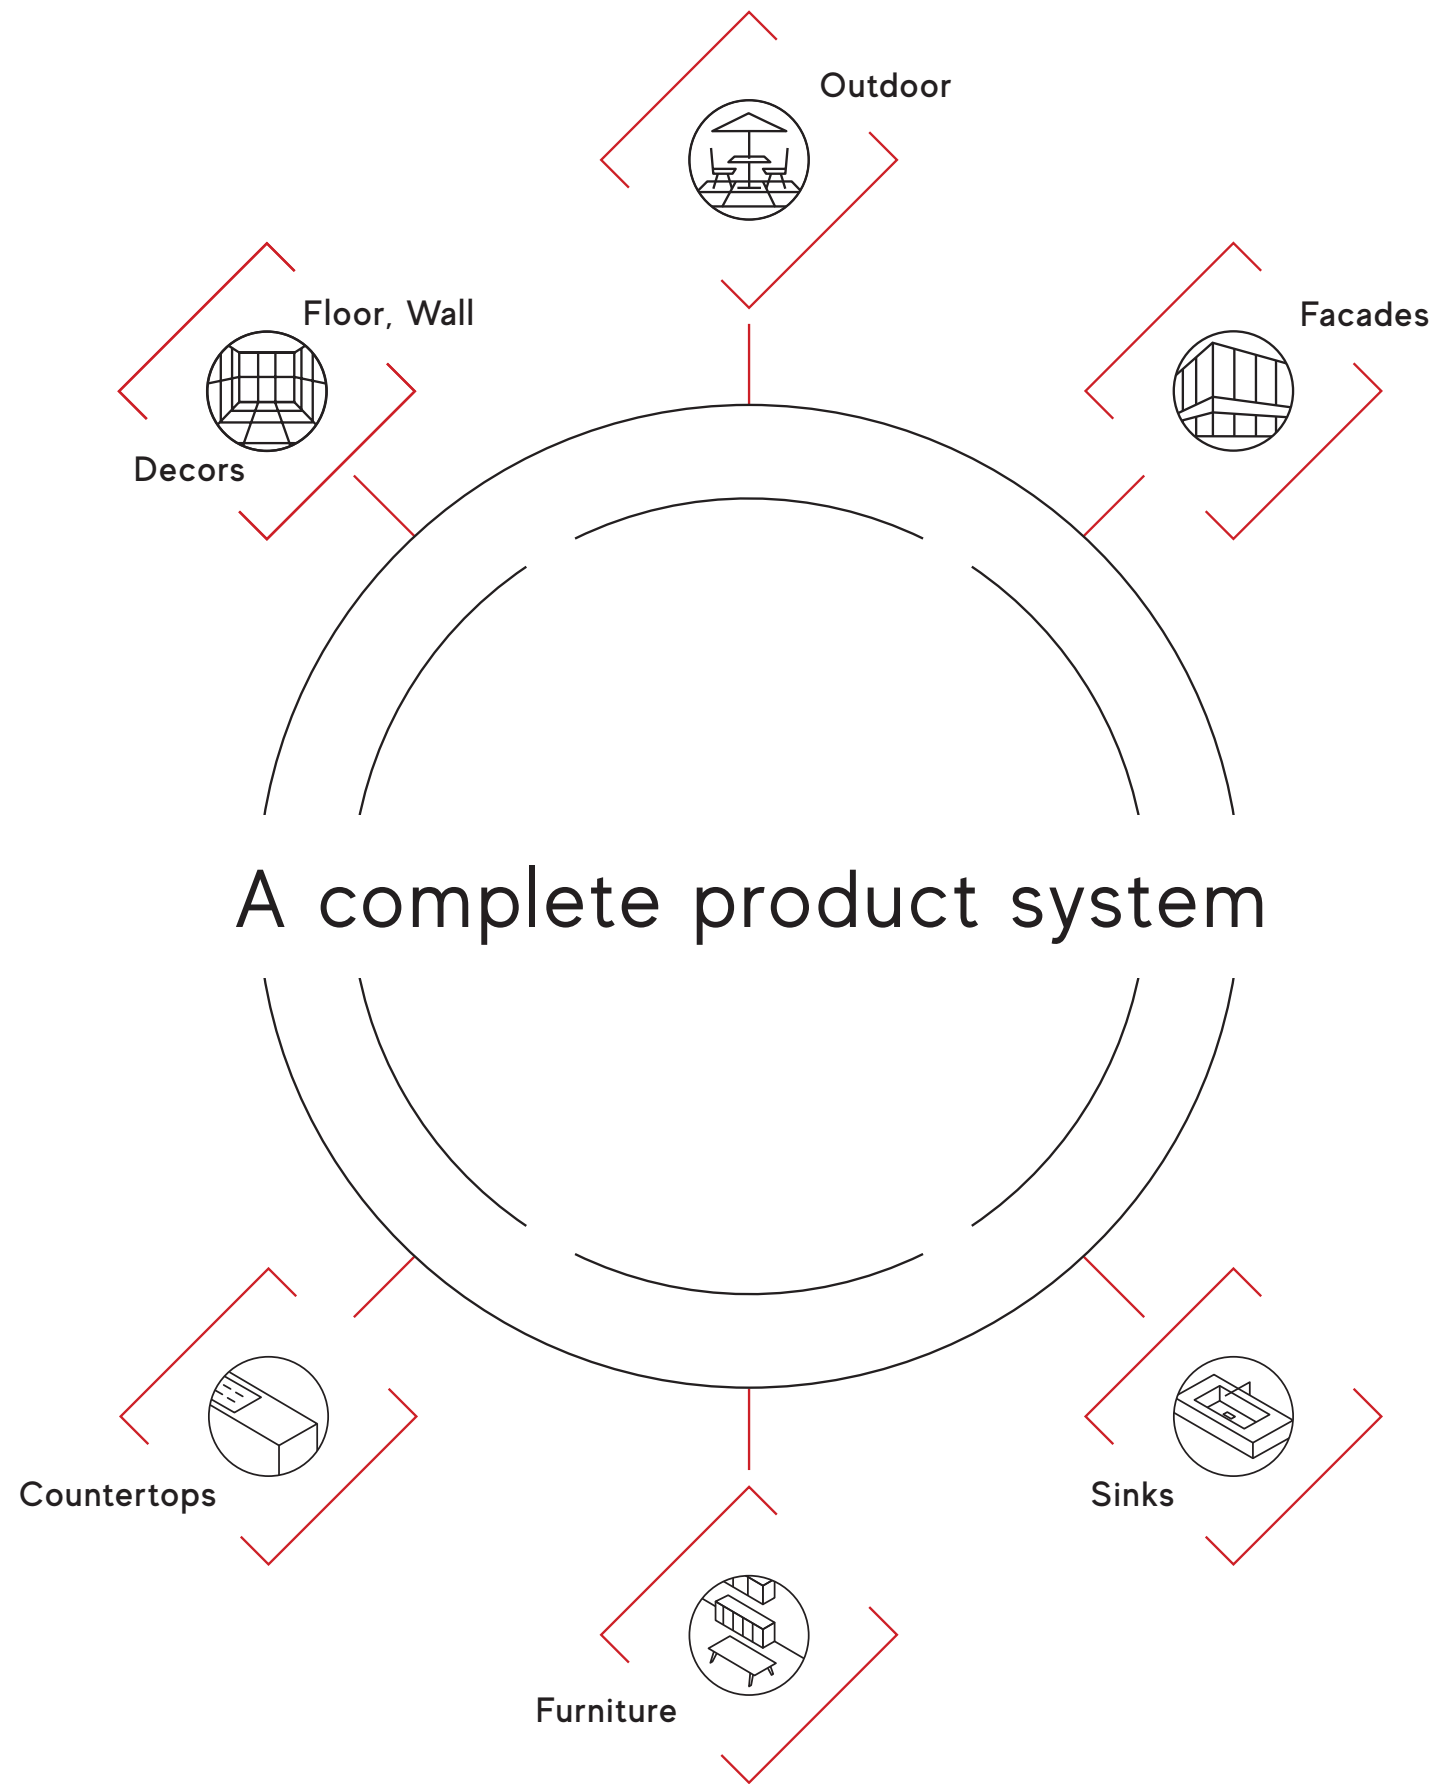 Outdoor
Floor, Wall
Facades
Decors
A complete product system
Countertops
Sinks
Furniture